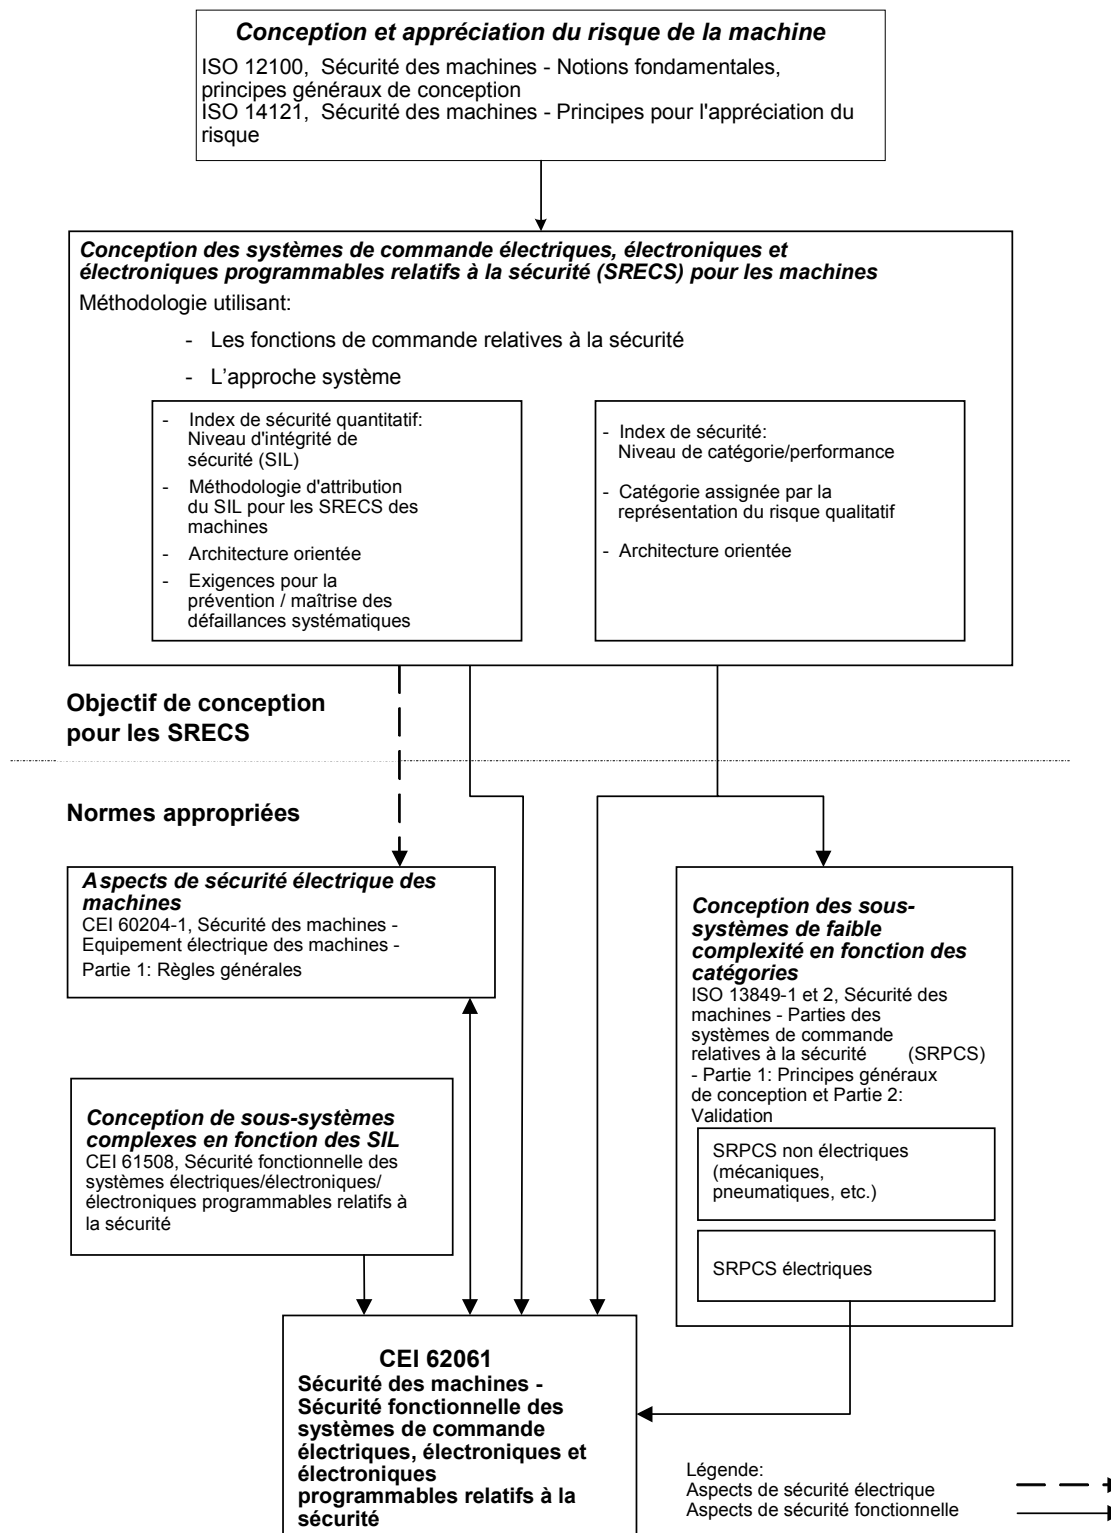 Conception et appréciation du risque de la machine
ISO 12100, Sécurité des machines - Notions fondamentales,
principes généraux de conception
ISO 14121, Sécurité des machines - Principes pour l'appréciation du
risque
Conception des systèmes de commande électriques, électroniques et
électroniques programmables relatifs à la sécurité (SRECS) pour les machines
Méthodologie utilisant:
- Les fonctions de commande relatives à la sécurité
- L'approche système
- Index de sécurité quantitatif:
Niveau d'intégrité de
sécurité (SIL)
- Méthodologie d'attribution
du SIL pour les SRECS des
machines
- Architecture orientée
- Exigences pour la
prévention / maîtrise des
défaillances systématiques
- Index de sécurité:
Niveau de catégorie/performance
- Catégorie assignée par la
représentation du risque qualitatif
- Architecture orientée
Objectif de conception
pour les SRECS
Normes appropriées
Aspects de sécurité électrique des
machines
CEI 60204-1, Sécurité des machines -
Equipement électrique des machines -
Partie 1: Règles générales
Conception des sous-
systèmes de faible
complexité en fonction des
catégories
ISO 13849-1 et 2, Sécurité des
machines - Parties des
systèmes de commande
relatives à la sécurité (SRPCS)
- Partie 1: Principes généraux
de conception et Partie 2:
Validation
SRPCS non électriques
(mécaniques,
pneumatiques, etc.)
SRPCS électriques
Conception de sous-systèmes
complexes en fonction des SIL
CEI 61508, Sécurité fonctionnelle des
systèmes électriques/électroniques/
électroniques programmables relatifs à
la sécurité
CEI 62061
Sécurité des machines -
Sécurité fonctionnelle des
systèmes de commande
électriques, électroniques et
électroniques
programmables relatifs à la
sécurité
Légende:
Aspects de sécurité électrique
Aspects de sécurité fonctionnelle